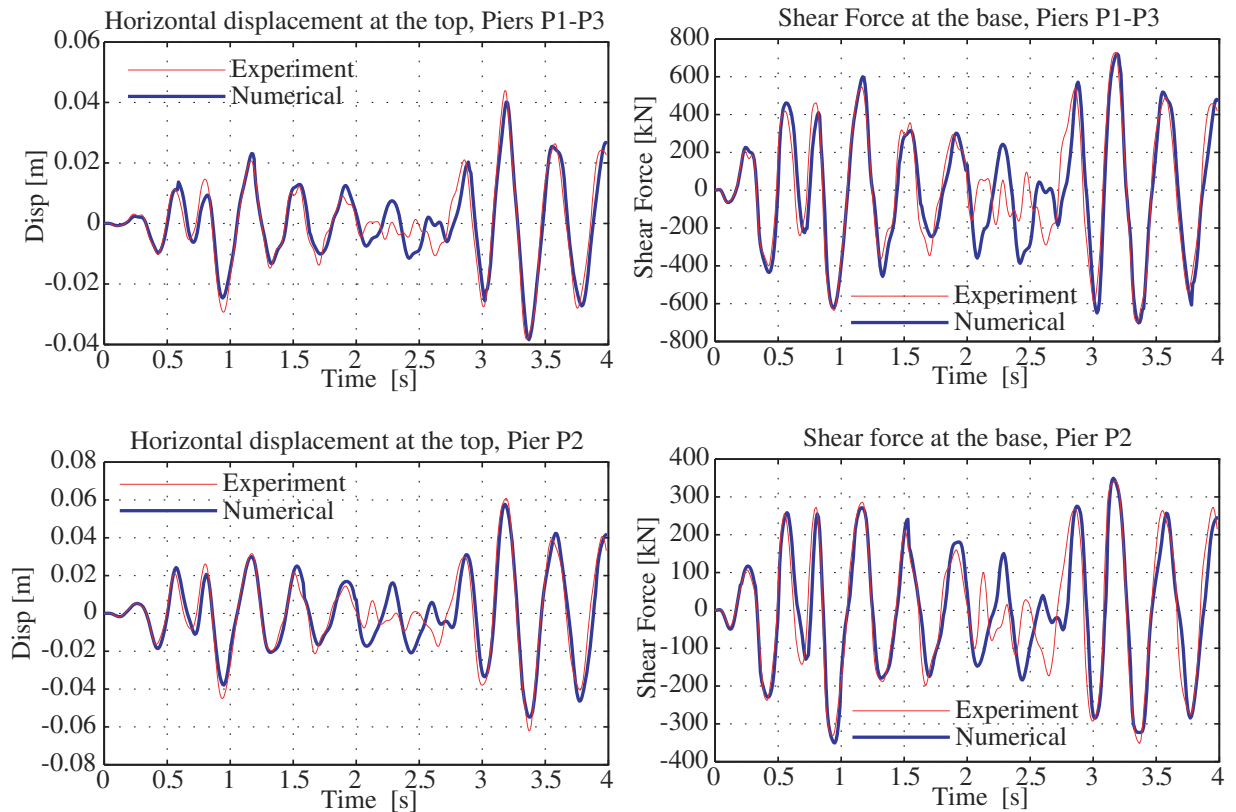 Horizontal displacement at the top, Piers P1-P3
0.06
0.04
0.02
0
-0.02
-0.04
Disp [m]
Experiment
Numerical
0 0.5 1 1.5 2 2.5 3 3.5 4
Time [s]
Shear Force at the base, Piers P1-P3
800
600
400
200
0
-200
-400
-600
-800
Shear Force [kN]
Experiment
Numerical
0 0.5 1 1.5 2 2.5 3 3.5 4
Time [s]
Horizontal displacement at the top, Pier P2
0.08
0.06
0.04
0.02
0
-0.02
-0.04
-0.06
0.08
Disp [m]
Experiment
Numerical
0 0.5 1 1.5 2 2.5 3 3.5 4
Time [s]
Shear force at the base, Pier P2
400
300
200
100
0
-100
-200
-300
-400
Shear Force [kN]
Experiment
Numerical
0 0.5 1 1.5 2 2.5 3 3.5 4
Time [s]